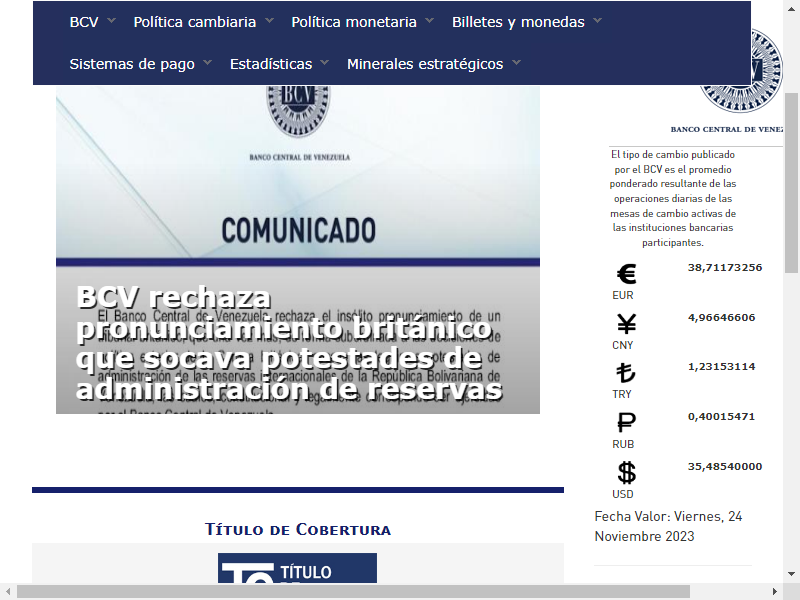 BCV Política cambiaria Política monetaria Billetes y monedas
Sistemas de pago Estadísticas Minerales estratégicos
BCV
BANCO CENTRAL DE VENEZUELA
COMUNICADO
El Banco Central de Venezuela rechaza el insólito pronunciamiento de un
administración de las reservas internacionales de la República Bolivariana de
por el Banco Central de Venezuela
BCV rechaza
pronunciamiento británico
que socava potestades de
administración de reservas
Título de Cobertura
TÍTULO
BCV
BANCO CENTRAL DE VENEZ
El tipo de cambio publicado
por el BCV es el promedio
ponderado resultante de las
operaciones diarias de las
mesas de cambio activas de
las instituciones bancarias
participantes.
€ 38,71173256
EUR
¥ 4,96646606
CNY
₺ 1,23153114
TRY
₽ 0,40015471
RUB
$ 35,48540000
USD
Fecha Valor: Viernes, 24
Noviembre 2023